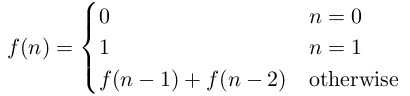 f(n) = { 0 n = 0
1 n = 1
f(n − 1) + f(n − 2) otherwise